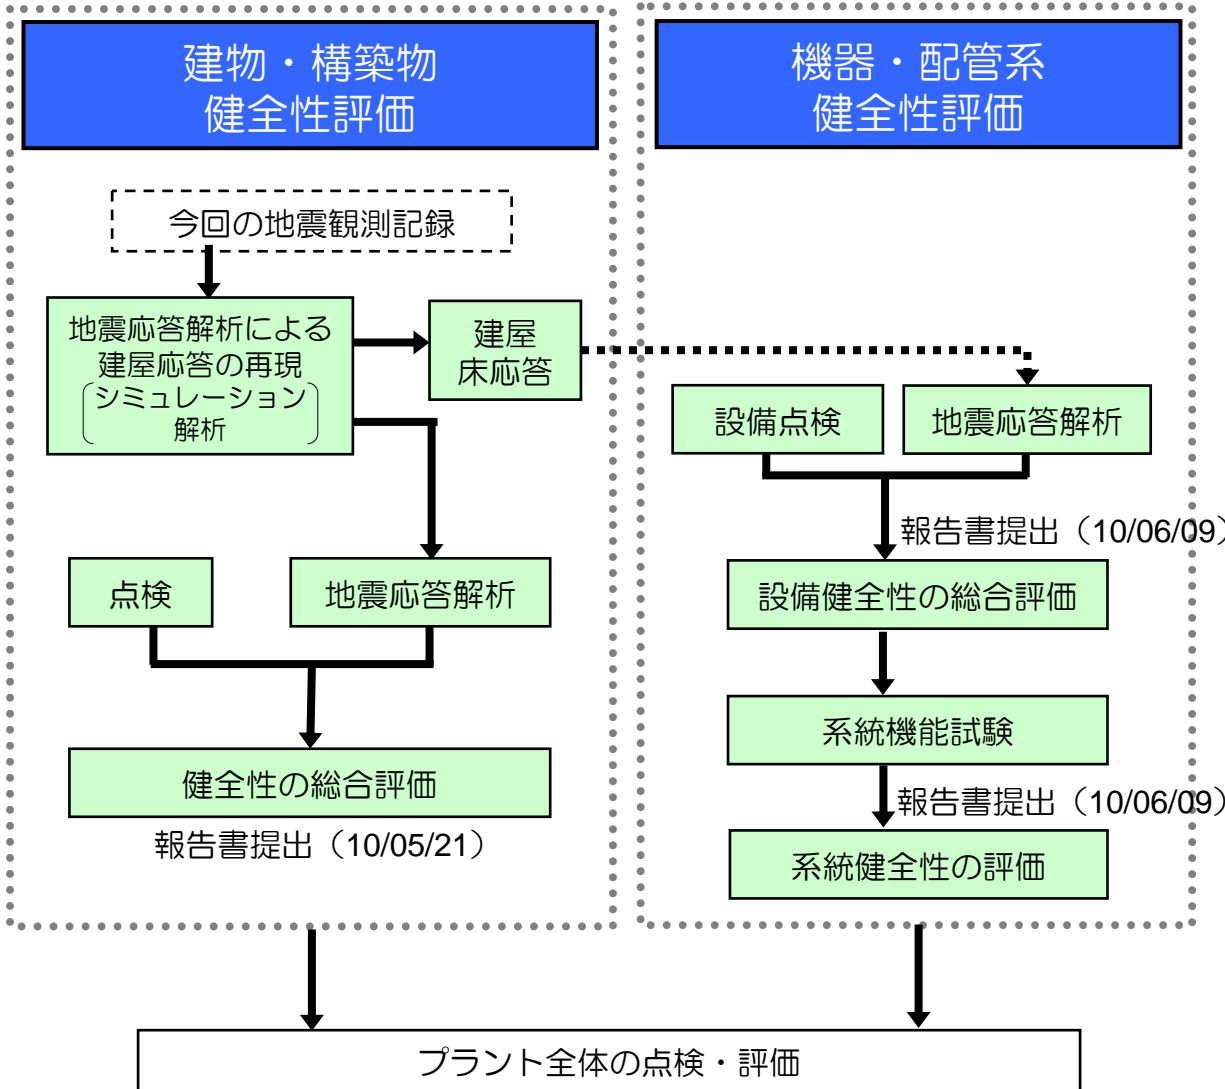 建物・構築物
健全性評価
今回の地震観測記録
地震応答解析による
建屋応答の再現
シミュレーション
解析
建屋
床応答
点検
地震応答解析
健全性の総合評価
報告書提出（10/05/21）
機器・配管系
健全性評価
設備点検
地震応答解析
報告書提出（10/06/09）
設備健全性の総合評価
系統機能試験
報告書提出（10/06/09）
系統健全性の評価
プラント全体の点検・評価